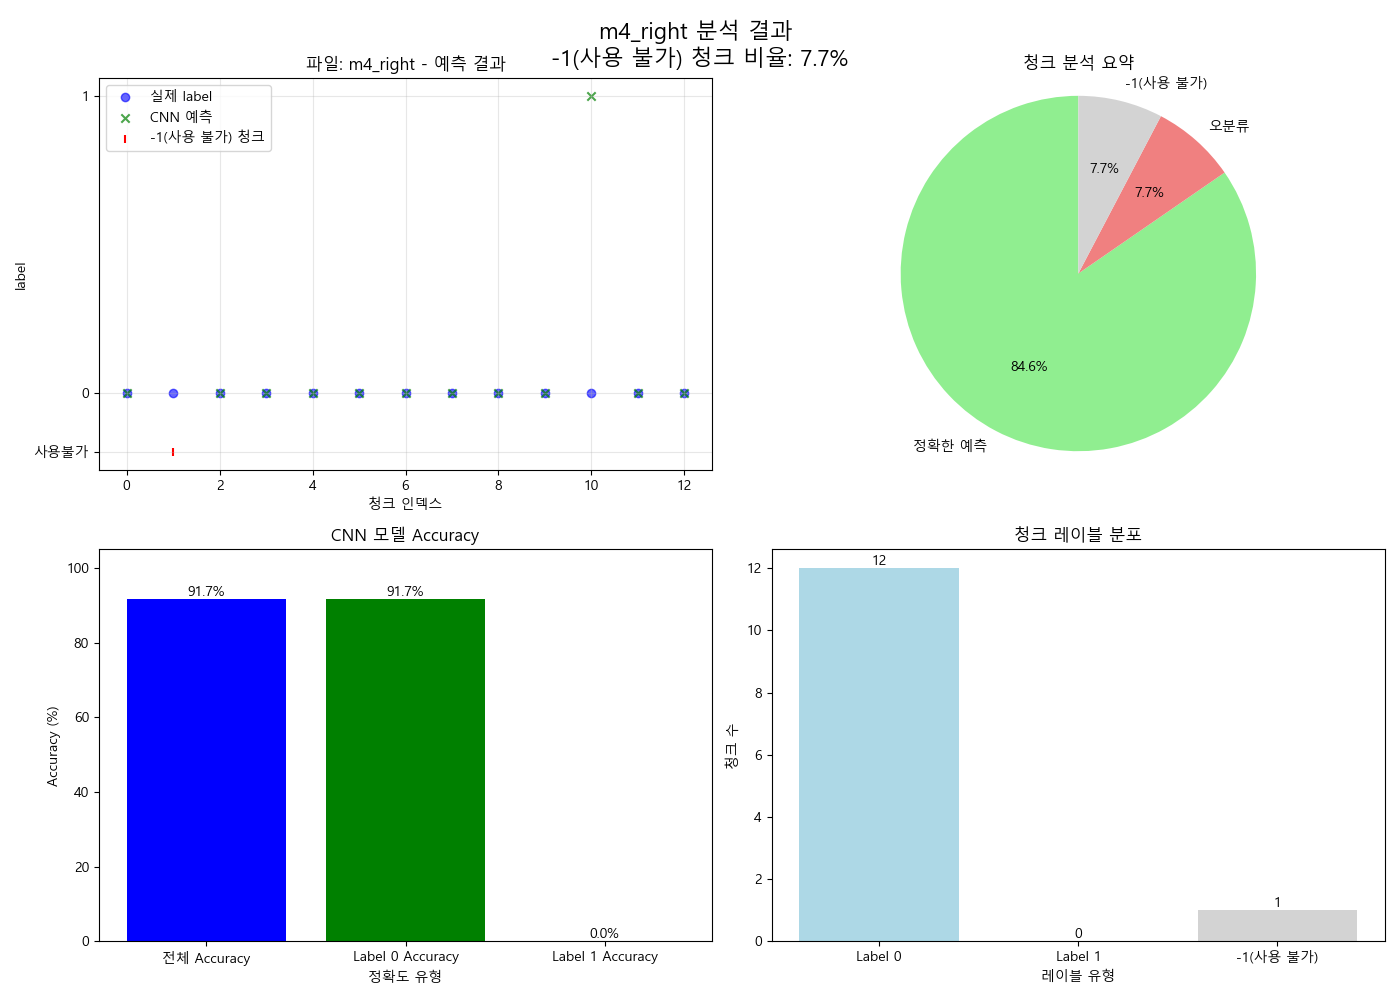 m4_right 분석 결과
-1(사용 불가) 청크 비율: 7.7%
파일: m4_right - 예측 결과
실제 label
CNN 예측
-1(사용 불가) 청크
label
1
0
사용불가
0
2
4
6
8
10
12
청크 인덱스
청크 분석 요약
-1(사용 불가)
오분류
7.7%
7.7%
84.6%
정확한 예측
CNN 모델 Accuracy
Accuracy (%)
100
80
60
40
20
0
91.7%
91.7%
0.0%
전체 Accuracy
Label 0 Accuracy
Label 1 Accuracy
정확도 유형
청크 레이블 분포
청크 수
12
10
8
6
4
2
0
12
0
1
Label 0
Label 1
-1(사용 불가)
레이블 유형